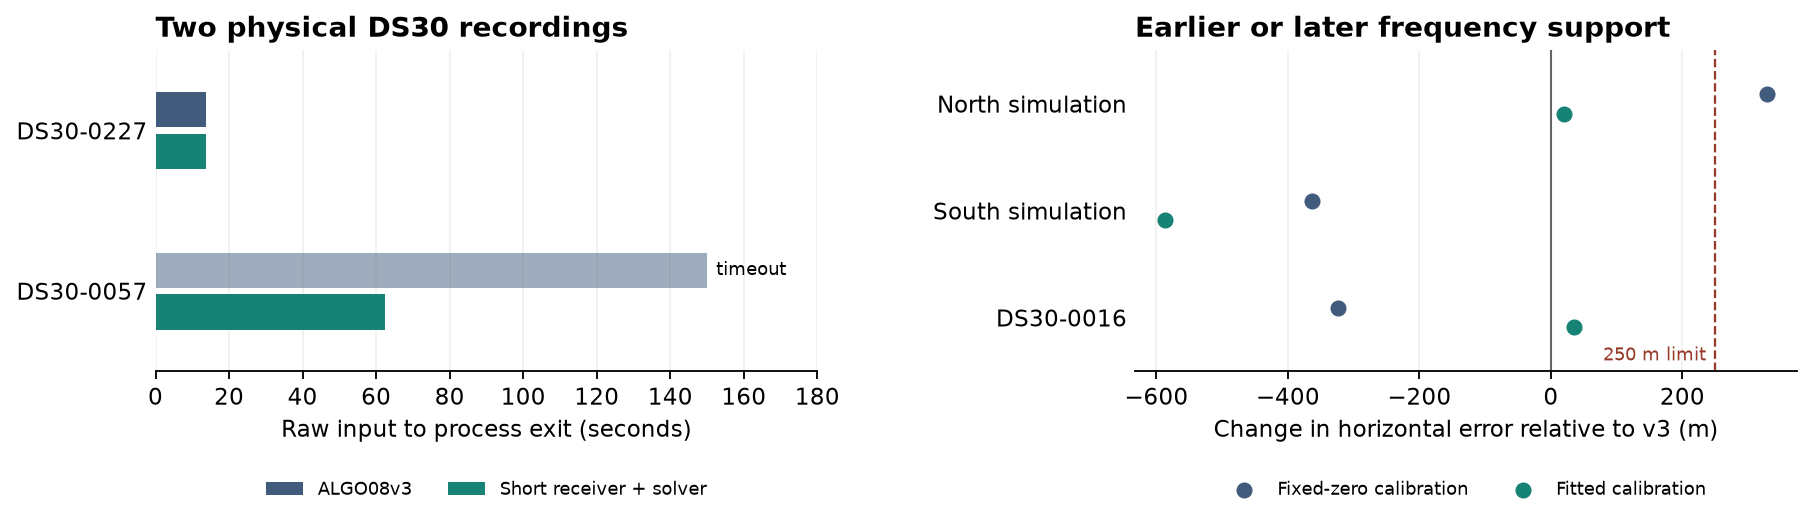 Two physical DS30 recordings
DS30-0227
DS30-0057
timeout
0 20 40 60 80 100 120 140 160 180
Raw input to process exit (seconds)
ALGO08v3 Short receiver + solver
Earlier or later frequency support
North simulation
South simulation
DS30-0016
250 m limit
−600 −400 −200 0 200
Change in horizontal error relative to v3 (m)
Fixed-zero calibration Fitted calibration